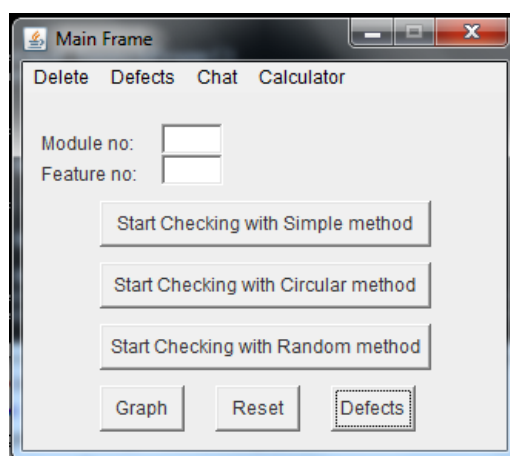 Main Frame
Delete Defects Chat Calculator
Module no:
Feature no:
Start Checking with Simple method
Start Checking with Circular method
Start Checking with Random method
Graph Reset Defects